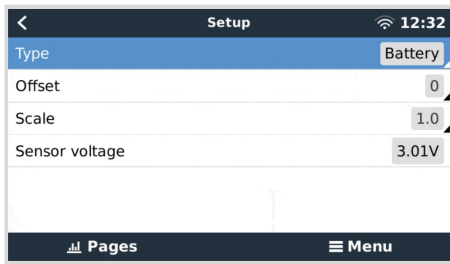 Setup 12:32
Type Battery
Offset 0
Scale 1.0
Sensor voltage 3.01V
Pages Menu